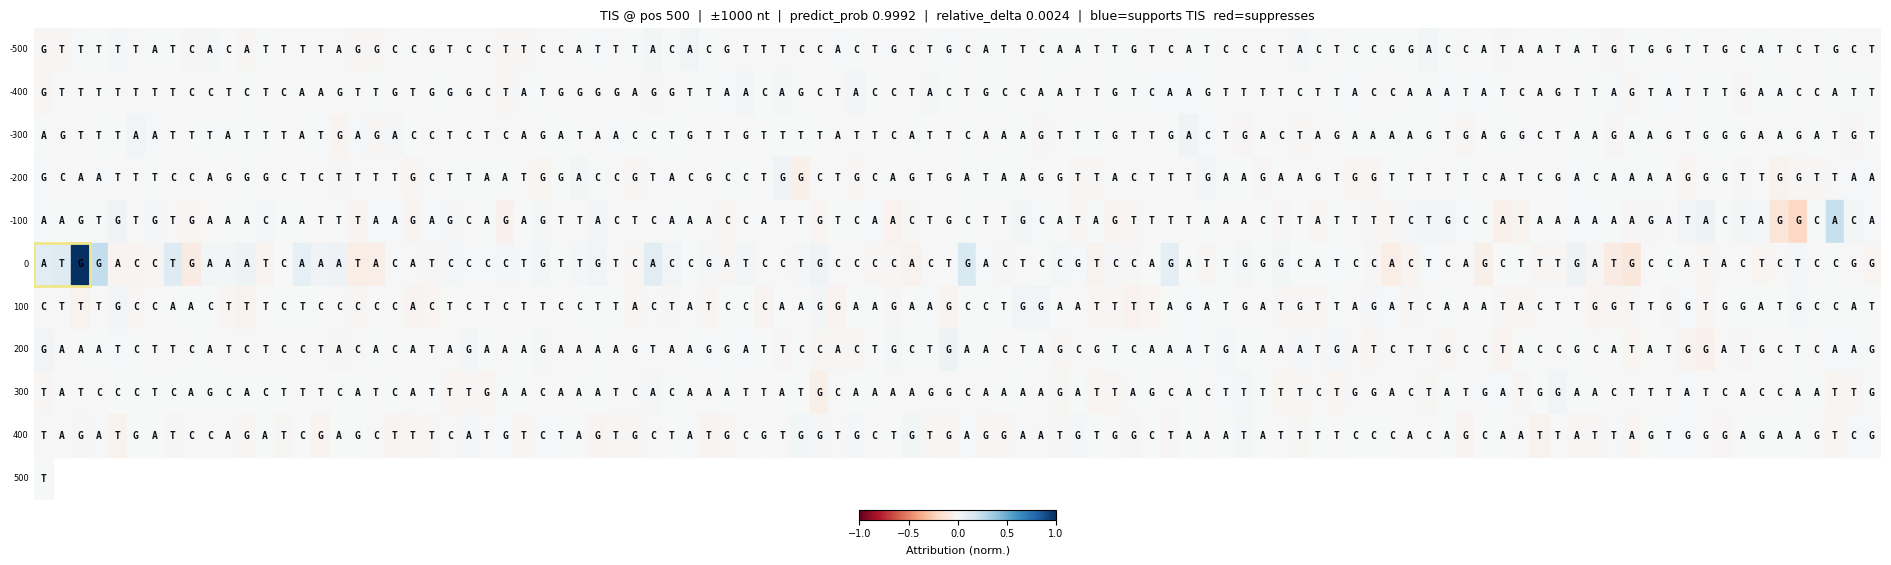 TIS @ pos 500 | ±1000 nt | predict_prob 0.9992 | relative_delta 0.0024 | blue=supports TIS red=suppresses
-500 G T T T T T A T C A C A T T T T A G G C C G T C C T T C C A T T T A C A C G T T T C C A C T G C T G C A T T C A A T T G T C A T C C C T A C T C C G G A C C A T A A T A T G T G G T T G C A T C T G C T
-400 G T T T T T T T C C T C T C A A G T T G T G G G C T A T G G G G A G G T T A A C A G C T A C C T A C T G C C A A T T G T C A A G T T T T C T T A C C A A A T A T C A G T T A G T A T T T G A A C C A T T
-300 A G T T T A A T T T A T T T A T G A G A C C T C T C A G A T A A C C T G T T G T T T T A T T C A T T C A A A G T T T G T T G A C T G A C T A G A A A A G T G A G G C T A A G A A G T G G G A A G A T G T
-200 G C A A T T T C C A G G G C T C T T T T G C T T A A T G G A C C G T A C G C C T G G C T G C A G T G A T A A G G T T A C T T T G A A G A A G T G G T T T T T C A T C G A C A A A A G G G T T G G T T A A
-100 A A G T G T G T G A A A C A A T T T A A G A G C A G A G T T A C T C A A A C C A T T G T C A A C T G C T T G C A T A G T T T T A A A C T T A T T T T C T G C C A T A A A A A A G A T A C T A G G C A C A
0 A T G G A C C T G A A A T C A A A T A C A T C C C C T G T T G T C A C C G A T C C T G C C C C A C T G A C T C C G T C C A G A T T G G G C A T C C A C T C A G C T T T G A T G C C A T A C T C T C C G G
100 C T T T G C C A A C T T T C T C C C C C A C T C T C T T C C T T A C T A T C C C A A G G A A G A A G C C T G G A A T T T T A G A T G A T G T T A G A T C A A A T A C T T G G T T G G T G G A T G C C A T
200 G A A A T C T T C A T C T C C T A C A C A T A G A A A G A A A A G T A A G G A T T C C A C T G C T G A A C T A G C G T C A A A T G A A A A T G A T C T T G C C T A C C G C A T A T G G A T G C T C A A G
300 T A T C C C T C A G C A C T T T C A T C A T T T G A A C A A A T C A C A A A T T A T G C A A A A G G C A A A A G A T T A G C A C T T T T T C T G G A C T A T G A T G G A A C T T T A T C A C C A A T T G
400 T A G A T G A T C C A G A T C G A G C T T T C A T G T C T A G T G C T A T G C G T G G T G C T G T G A G G A A T G T G G C T A A A T A T T T T C C C A C A G C A A T T A T T A G T G G G A G A A G T C G
500 T
−1.0 −0.5 0.0 0.5 1.0
Attribution (norm.)